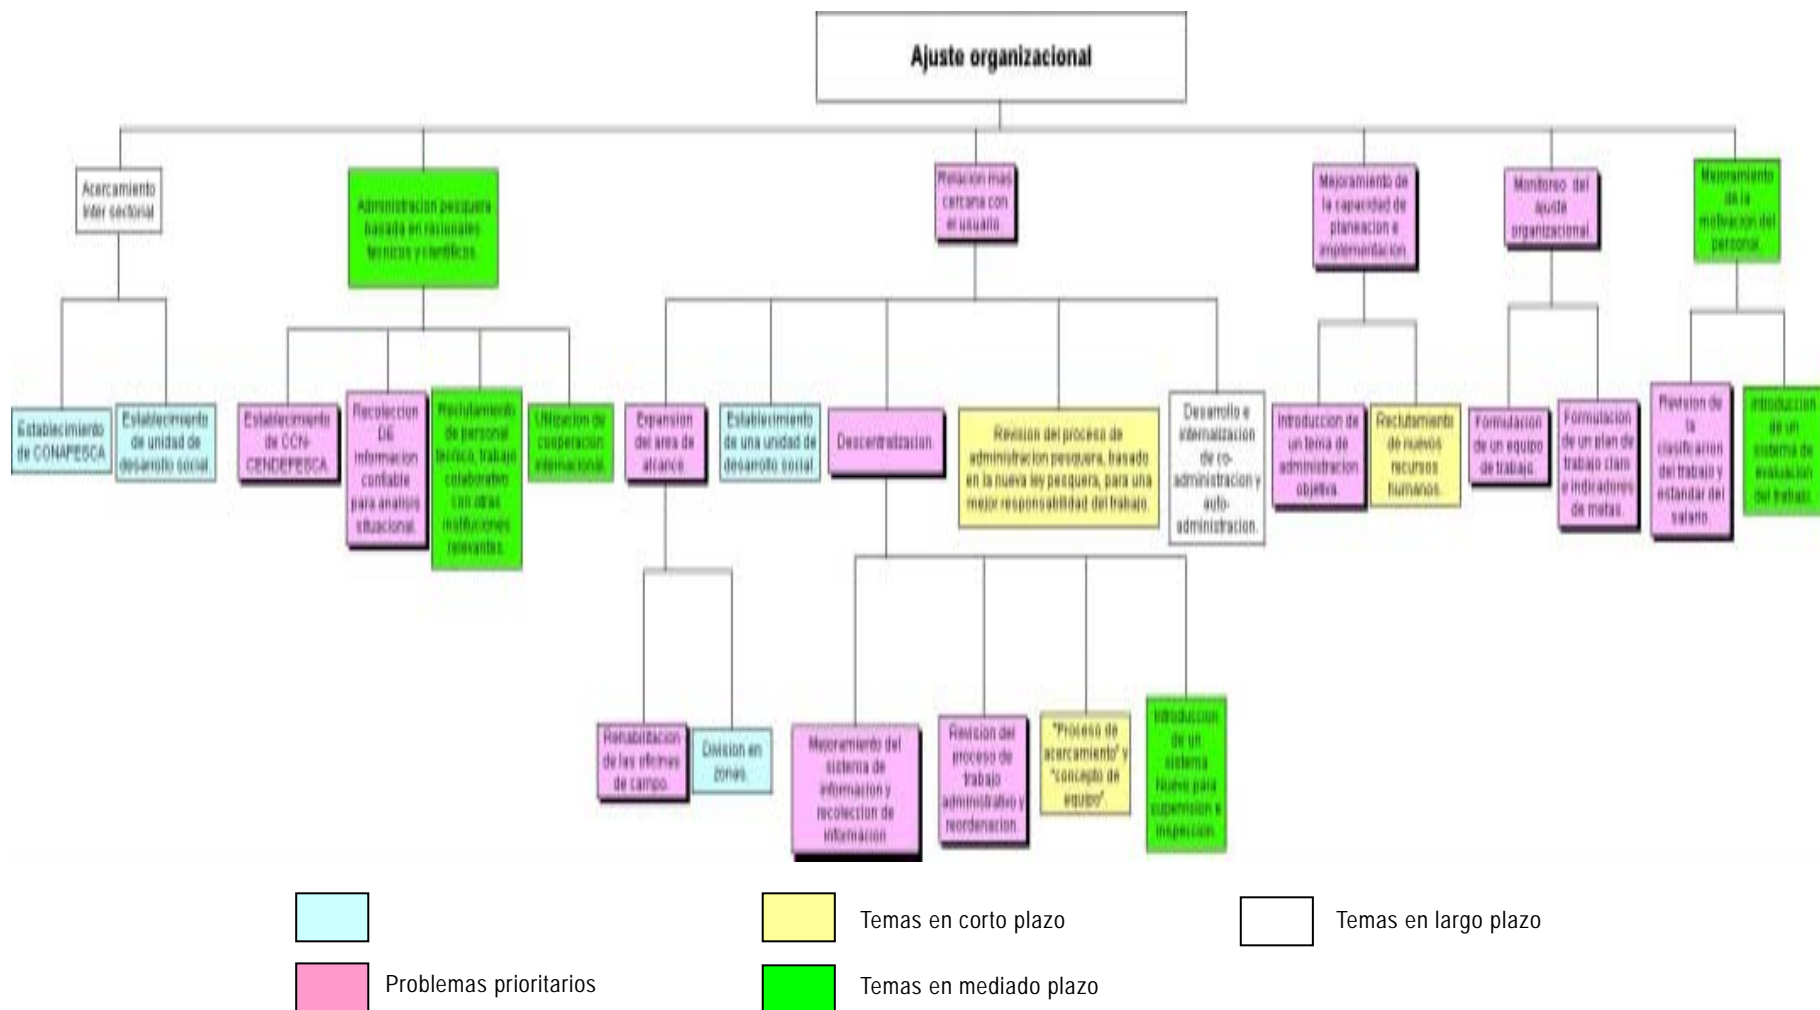 Ajuste organizacional
Acercamiento
Inter sectorial
Administracion pesquera
basada en racionales
tecnicos y cientificos.
Relacion mas
cercana con
el usuario.
Mejoramiento de
la capacidad de
planeacion e
implementacion.
Monitoreo del
ajuste
organizacional.
Mejoramiento
de la
motivacion del
personal.
Establecimiento
de CONAPESCA.
Establecimiento
de unidad de
desarrollo social.
Establecimiento
de CCN-
CENDEPESCA.
Recoleccion
DE
informacion
confiable
para analisis
situacional.
Reclutamiento
de personal
tecnico, trabajo
colaborativo
con otras
instituciones
relevantes.
Utilizacion de
cooperacion
internacional.
Expansion
del area de
alcance.
Establecimiento
de una unidad de
desarrollo social.
Descentralizacion.
Revision del proceso de
administracion pesquera, basado
en la nueva ley pesquera, para una
mejor responsabilidad del trabajo.
Desarrollo e
internalizacion
de co-
administracion y
auto-
administracion.
Introduccion de
un tema de
administracion
objetiva.
Reclutamiento
de nuevos
recursos
humanos.
Formulacion
de un equipo
de trabajo.
Formulacion
de un plan de
trabajo claro
e indicadores
de metas.
Revision de
la
clasificacion
del trabajo y
estandar del
salario.
Introduccion
de un
sistema de
evaluacion
del trabajo.
Rehabilitacion
de las oficinas
de campo.
Division en
zonas.
Mejoramiento del
sistema de
informacion y
recoleccion de
informacion
Revision del
proceso de
trabajo
administrativo y
reordenacion.
"Proceso de
acercamiento" y
"concepto de
equipo".
Introduccion
de un
sistema
Nuevo para
supervision e
inspeccion.
Temas en corto plazo
Temas en largo plazo
Problemas prioritarios
Temas en mediado plazo